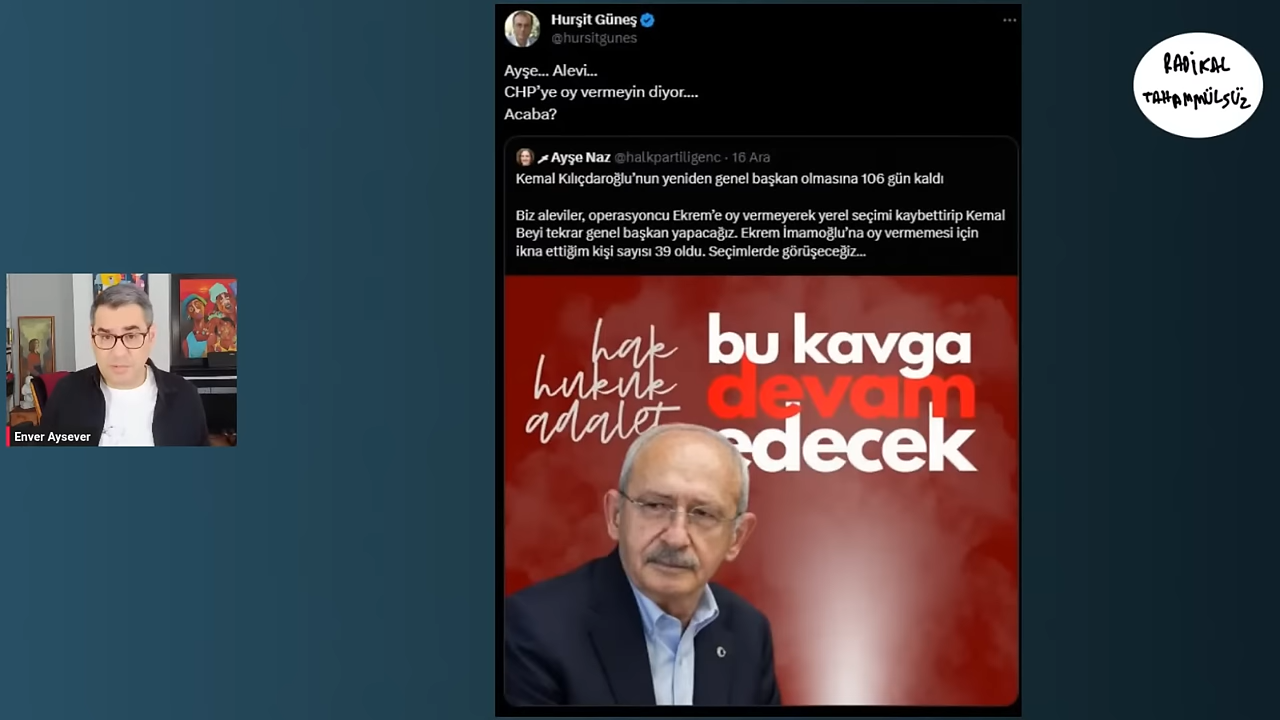 Hurşit Güneş
@hursitgunes
Ayşe... Alevi...
CHP'ye oy vermeyin diyor....
Acaba?
Ayşe Naz @halkpartiligenc · 16 Ara
Kemal Kılıçdaroğlu'nun yeniden genel başkan olmasına 106 gün kaldı
Biz aleviler, operasyoncu Ekrem'e oy vermeyerek yerel seçimi kaybettirip Kemal
Beyi tekrar genel başkan yapacağız. Ekrem İmamoğlu'na oy vermemesi için
ikna ettiğim kişi sayısı 39 oldu. Seçimlerde görüşeceğiz...
hak
hukuk
adalet
bu kavga
devam
edecek
RADİKAL
TAHAMMÜLSÜZ
Enver Aysever